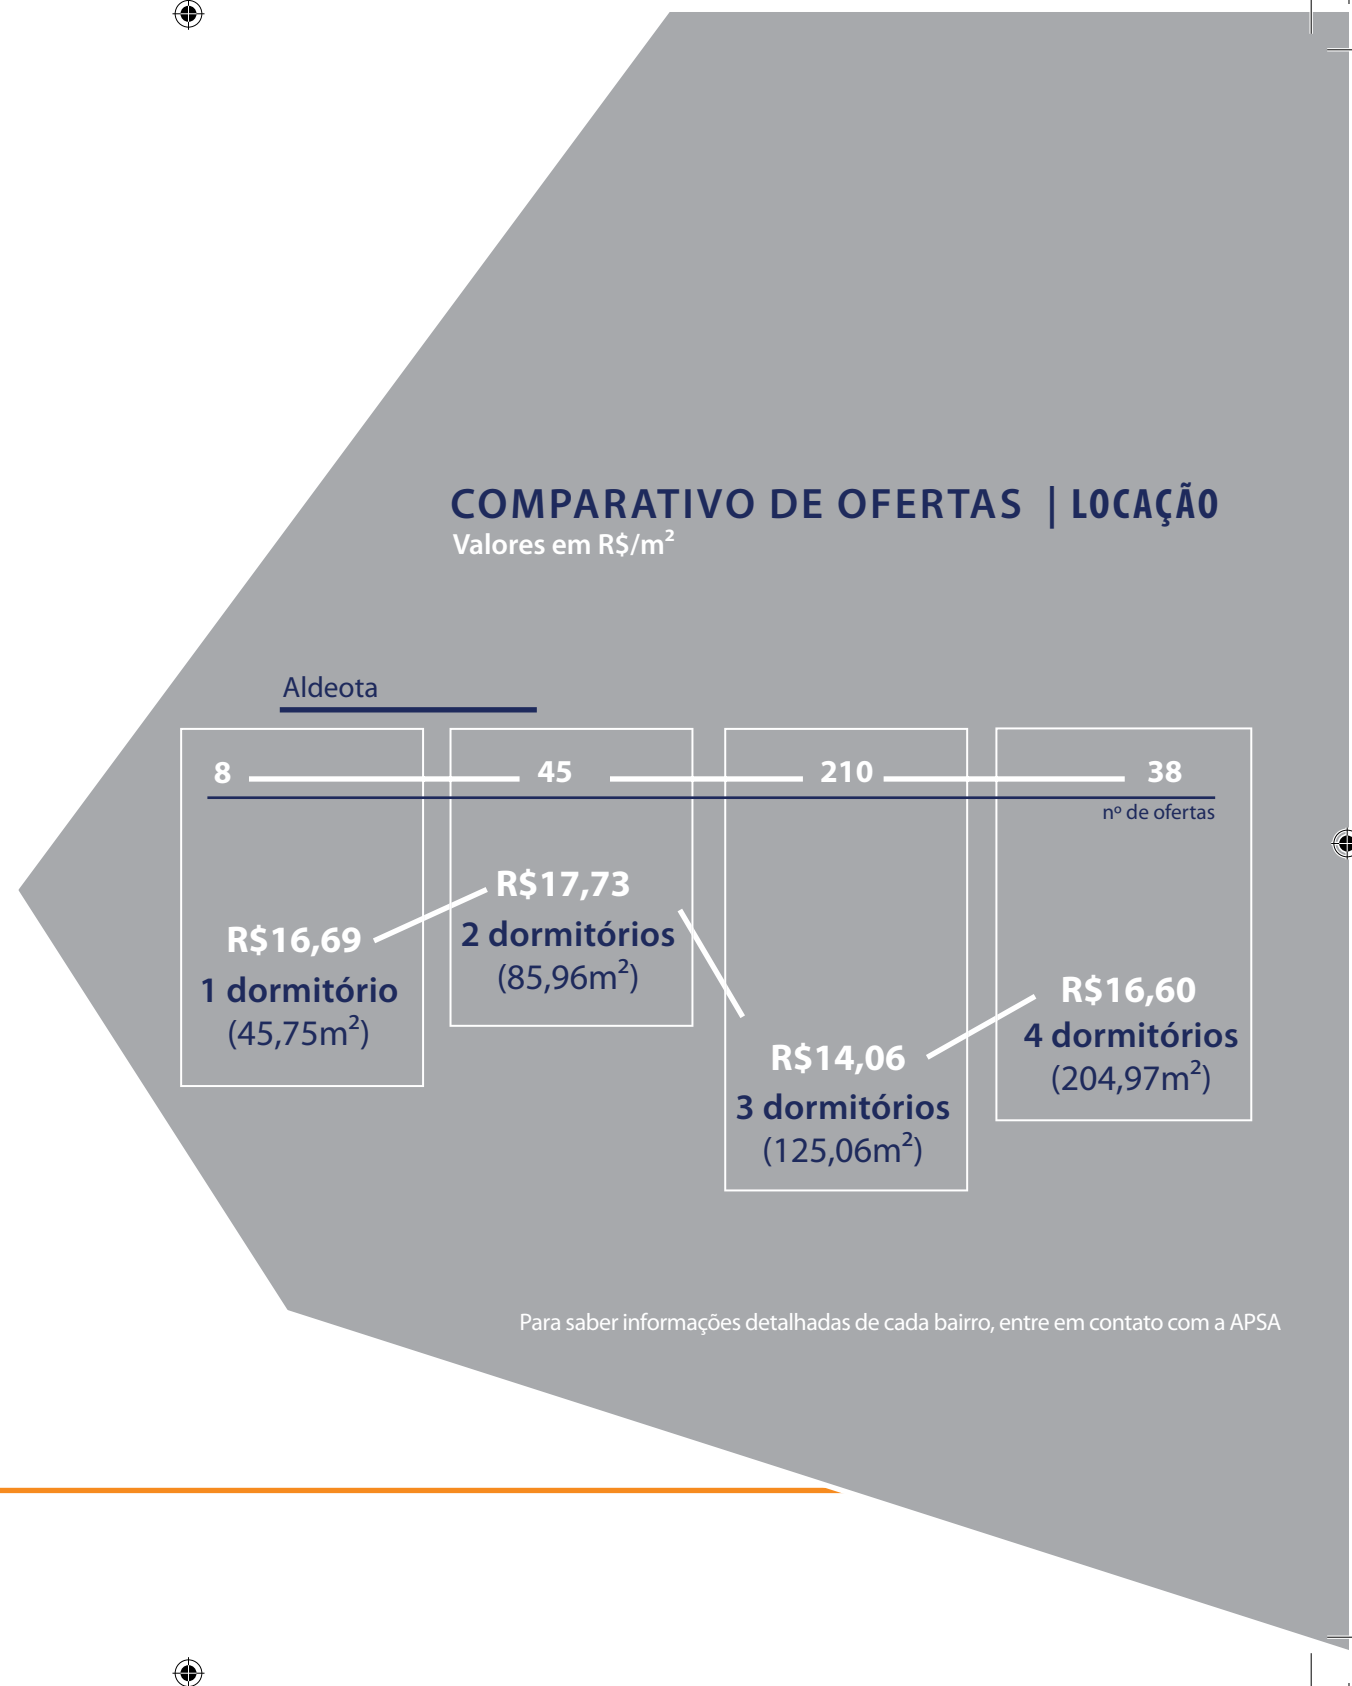 COMPARATIVO DE OFERTAS | LOCAÇÃO
Valores em R$/m²
Aldeota
8 45 210 38
nº de ofertas
R$16,69
1 dormitório
(45,75m²)
R$17,73
2 dormitórios
(85,96m²)
R$14,06
3 dormitórios
(125,06m²)
R$16,60
4 dormitórios
(204,97m²)
Para saber informações detalhadas de cada bairro, entre em contato com a APSA